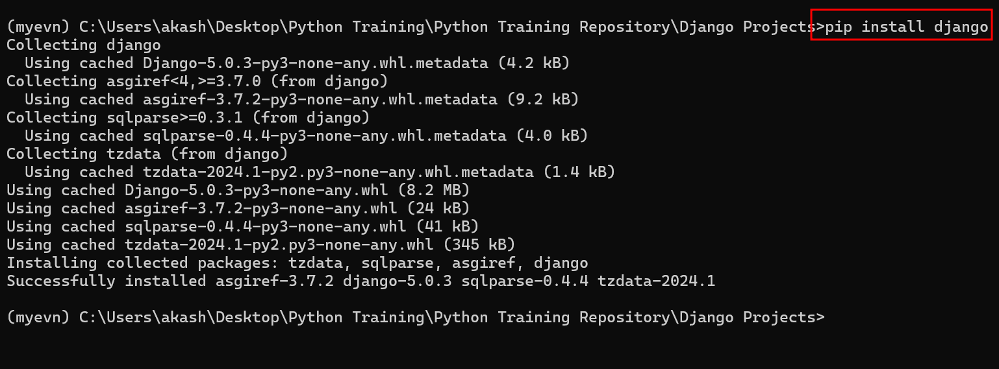 (myevn) C:\Users\akash\Desktop\Python Training\Python Training Repository\Django Projects>pip install django
Collecting django
  Using cached Django-5.0.3-py3-none-any.whl.metadata (4.2 kB)
Collecting asgiref<4,>=3.7.0 (from django)
  Using cached asgiref-3.7.2-py3-none-any.whl.metadata (9.2 kB)
Collecting sqlparse>=0.3.1 (from django)
  Using cached sqlparse-0.4.4-py3-none-any.whl.metadata (4.0 kB)
Collecting tzdata (from django)
  Using cached tzdata-2024.1-py2.py3-none-any.whl.metadata (1.4 kB)
Using cached Django-5.0.3-py3-none-any.whl (8.2 MB)
Using cached asgiref-3.7.2-py3-none-any.whl (24 kB)
Using cached sqlparse-0.4.4-py3-none-any.whl (41 kB)
Using cached tzdata-2024.1-py2.py3-none-any.whl (345 kB)
Installing collected packages: tzdata, sqlparse, asgiref, django
Successfully installed asgiref-3.7.2 django-5.0.3 sqlparse-0.4.4 tzdata-2024.1
(myevn) C:\Users\akash\Desktop\Python Training\Python Training Repository\Django Projects>